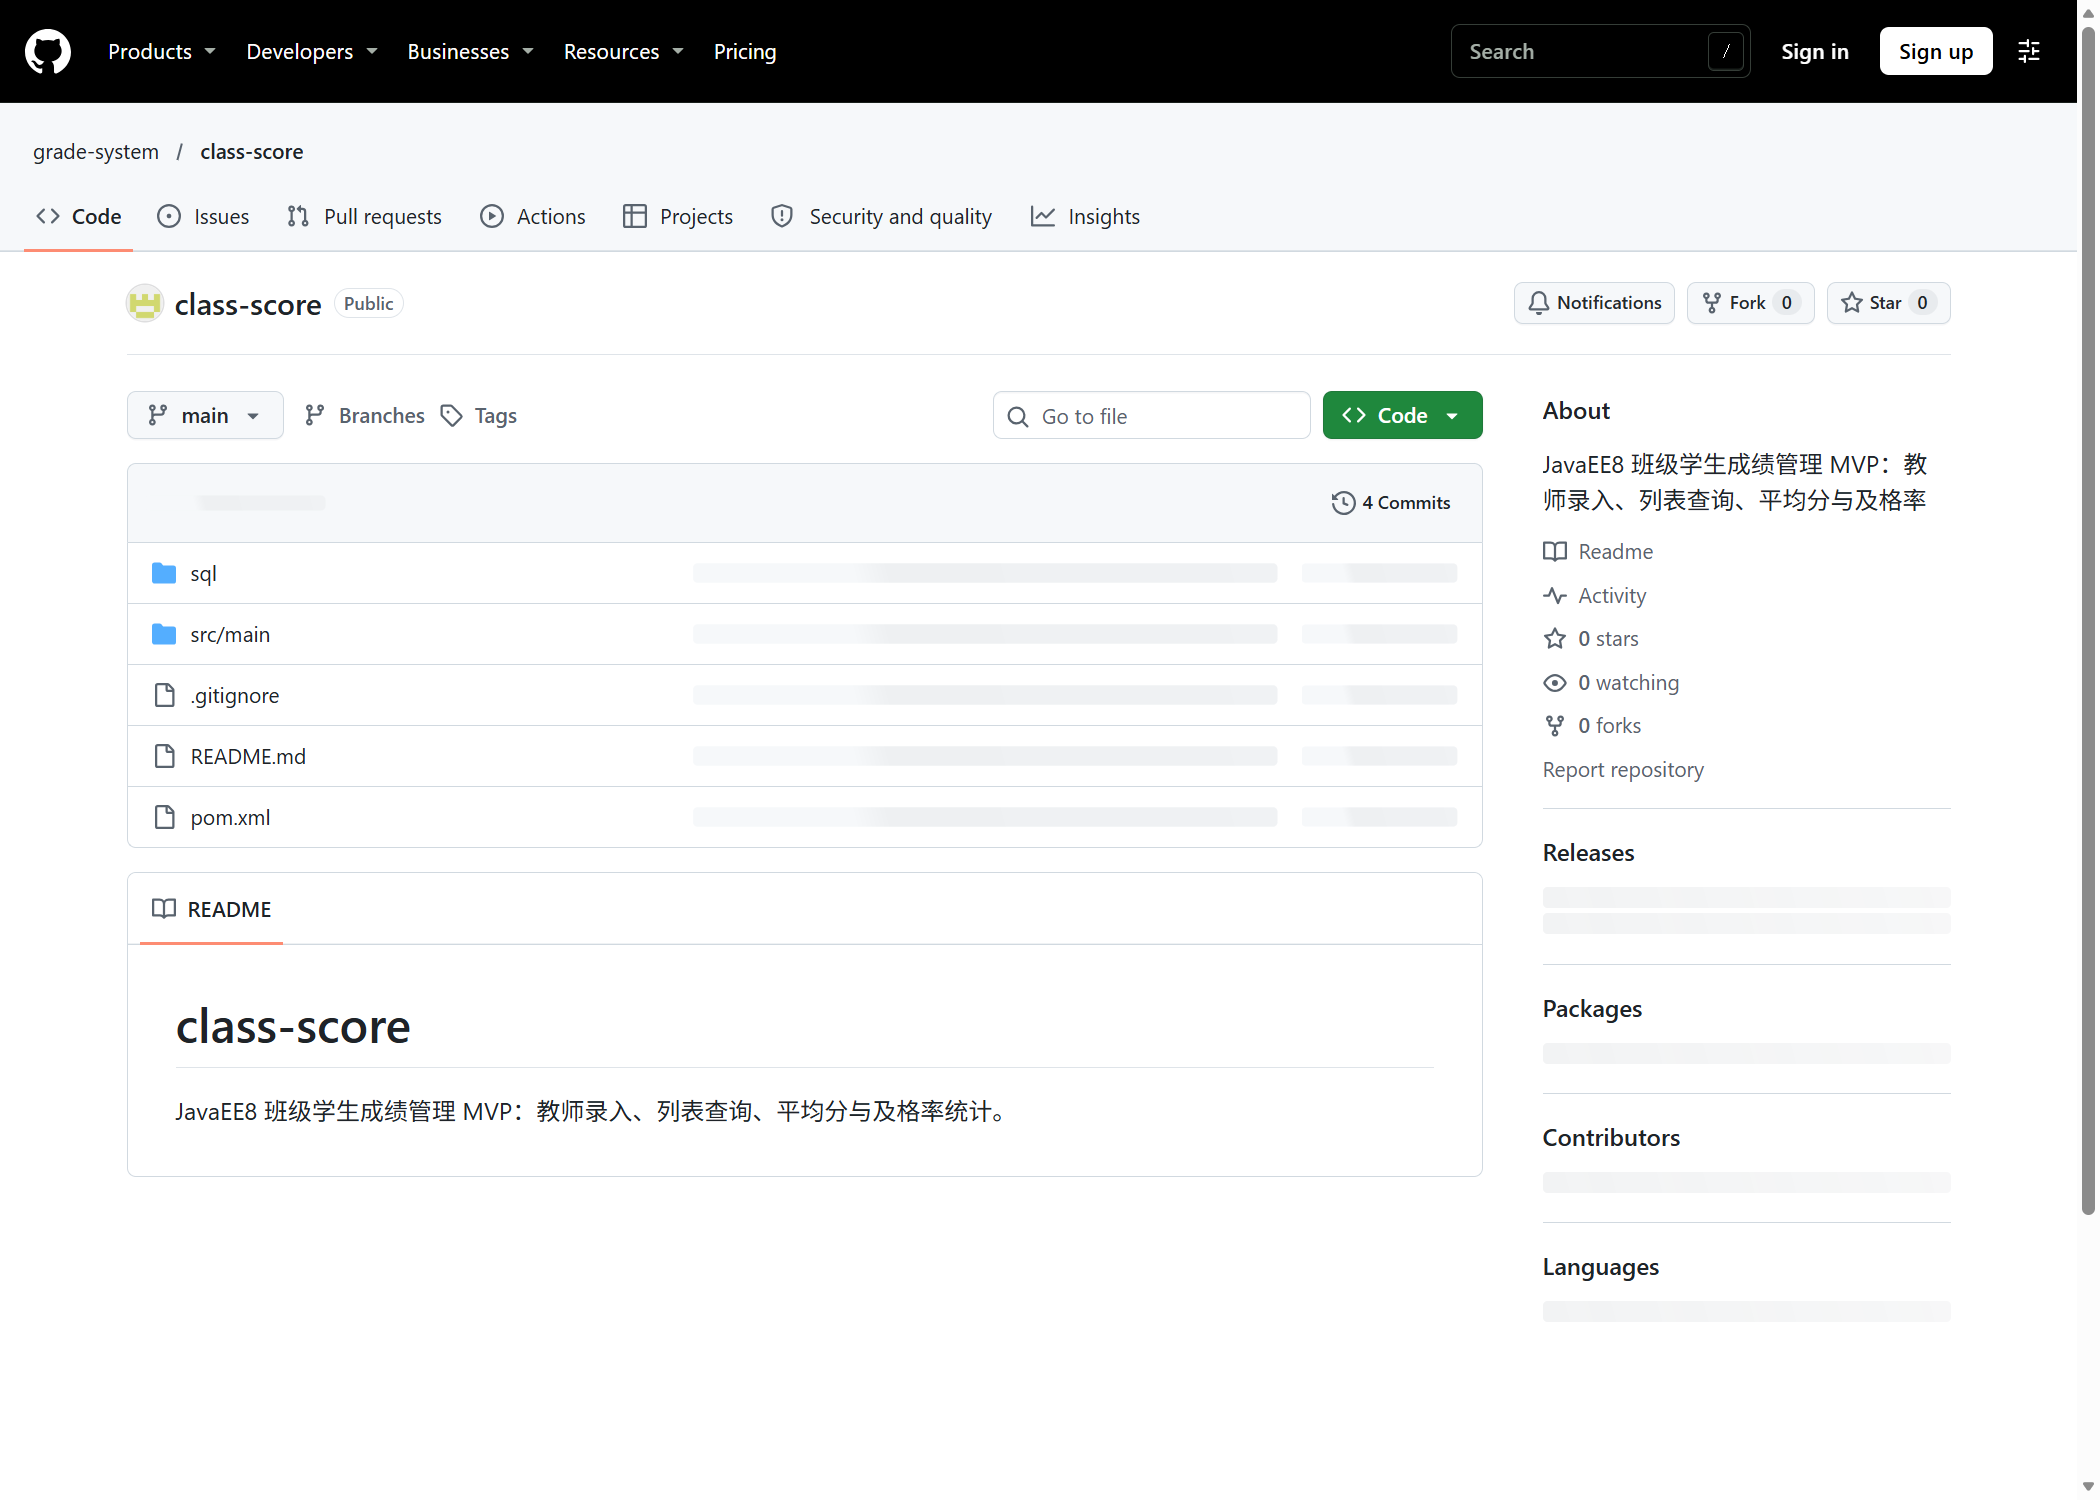 Products Developers Businesses Resources Pricing Search / Sign in Sign up
grade-system / class-score
Code Issues Pull requests Actions Projects Security and quality Insights
class-score Public Notifications Fork 0 Star 0
main Branches Tags Go to file Code
4 Commits
sql
src/main
.gitignore
README.md
pom.xml
README
class-score
JavaEE8 班级学生成绩管理 MVP：教师录入、列表查询、平均分与及格率统计。
About
JavaEE8 班级学生成绩管理 MVP：教
师录入、列表查询、平均分与及格率
Readme
Activity
0 stars
0 watching
0 forks
Report repository
Releases
Packages
Contributors
Languages